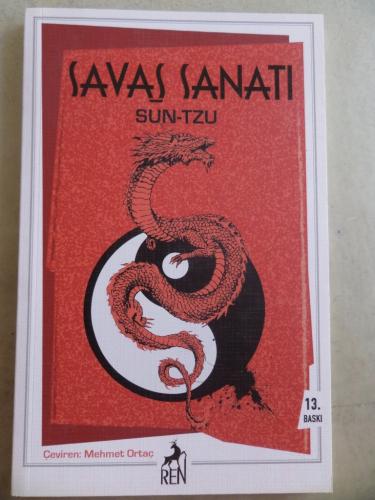 SAVAŞ SANATI
SUN-TZU
13.
BASKI
Çeviren: Mehmet Ortaç
REN